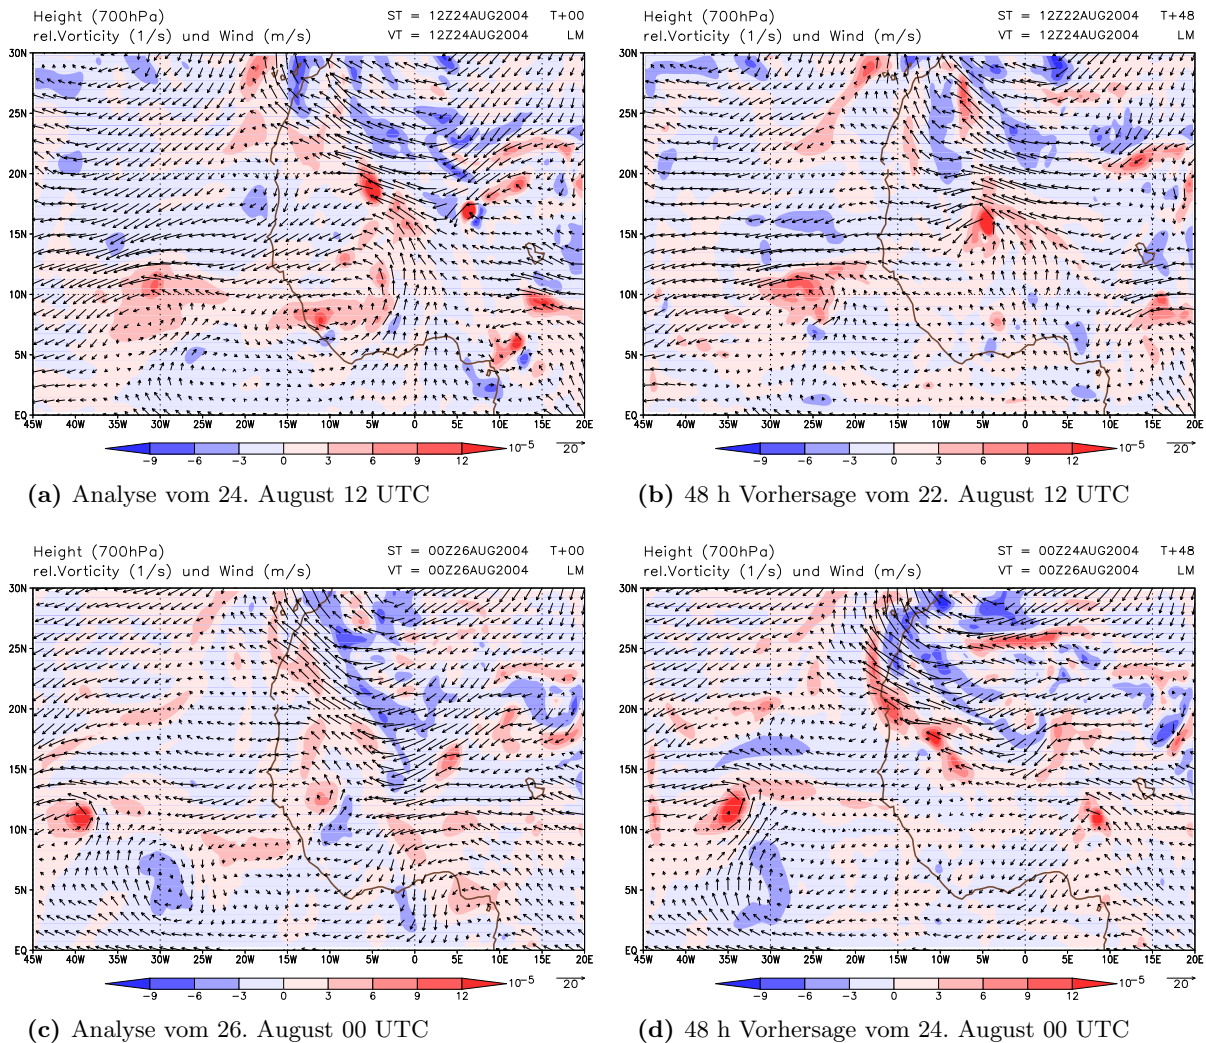 Height (700hPa) ST = 12Z24AUG2004 T+00
rel.Vorticity (1/s) und Wind (m/s) VT = 12Z24AUG2004 LM
30N
25N
20N
15N
10N
5N
EQ
45W 40W 35W 30W 25W 20W 15W 10W 5W 0 5E 10E 15E 20E
-9 -6 -3 0 3 6 9 12 10-5 20
(a) Analyse vom 24. August 12 UTC
Height (700hPa) ST = 12Z22AUG2004 T+48
rel.Vorticity (1/s) und Wind (m/s) VT = 12Z24AUG2004 LM
30N
25N
20N
15N
10N
5N
EQ
45W 40W 35W 30W 25W 20W 15W 10W 5W 0 5E 10E 15E 20E
-9 -6 -3 0 3 6 9 12 10-5 20
(b) 48 h Vorhersage vom 22. August 12 UTC
Height (700hPa) ST = 00Z26AUG2004 T+00
rel.Vorticity (1/s) und Wind (m/s) VT = 00Z26AUG2004 LM
30N
25N
20N
15N
10N
5N
EQ
45W 40W 35W 30W 25W 20W 15W 10W 5W 0 5E 10E 15E 20E
-9 -6 -3 0 3 6 9 12 10-5 20
(c) Analyse vom 26. August 00 UTC
Height (700hPa) ST = 00Z24AUG2004 T+48
rel.Vorticity (1/s) und Wind (m/s) VT = 00Z26AUG2004 LM
30N
25N
20N
15N
10N
5N
EQ
45W 40W 35W 30W 25W 20W 15W 10W 5W 0 5E 10E 15E 20E
-9 -6 -3 0 3 6 9 12 10-5 20
(d) 48 h Vorhersage vom 24. August 00 UTC